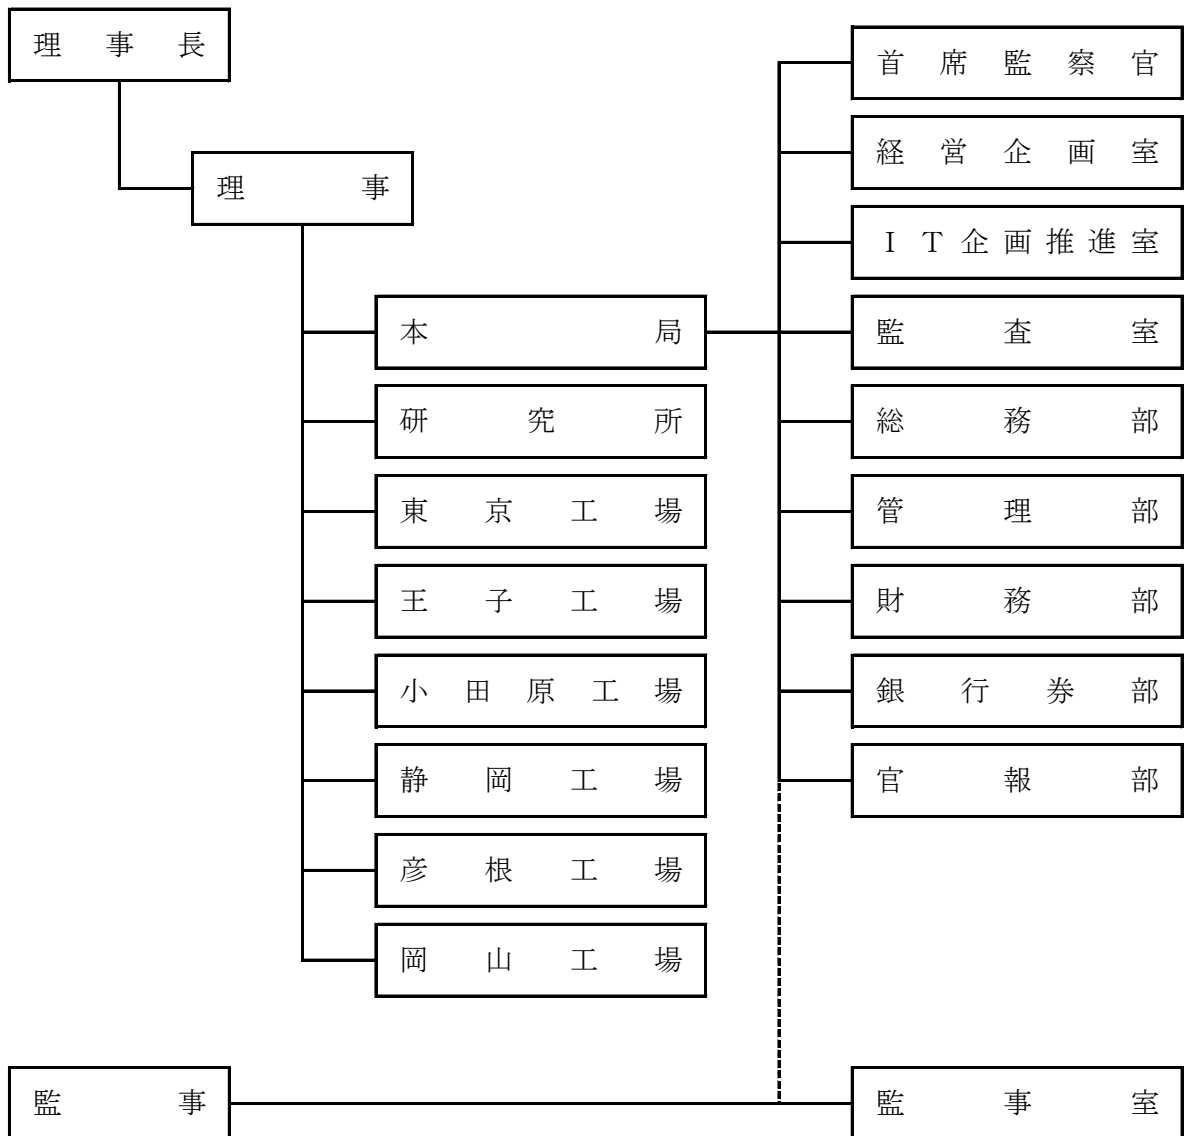 理事長
理事
本局
首席監察官
経営企画室
ＩＴ企画推進室
監査室
総務部
管理部
財務部
銀行券部
官報部
研究所
東京工場
王子工場
小田原工場
静岡工場
彦根工場
岡山工場
監事
監事室